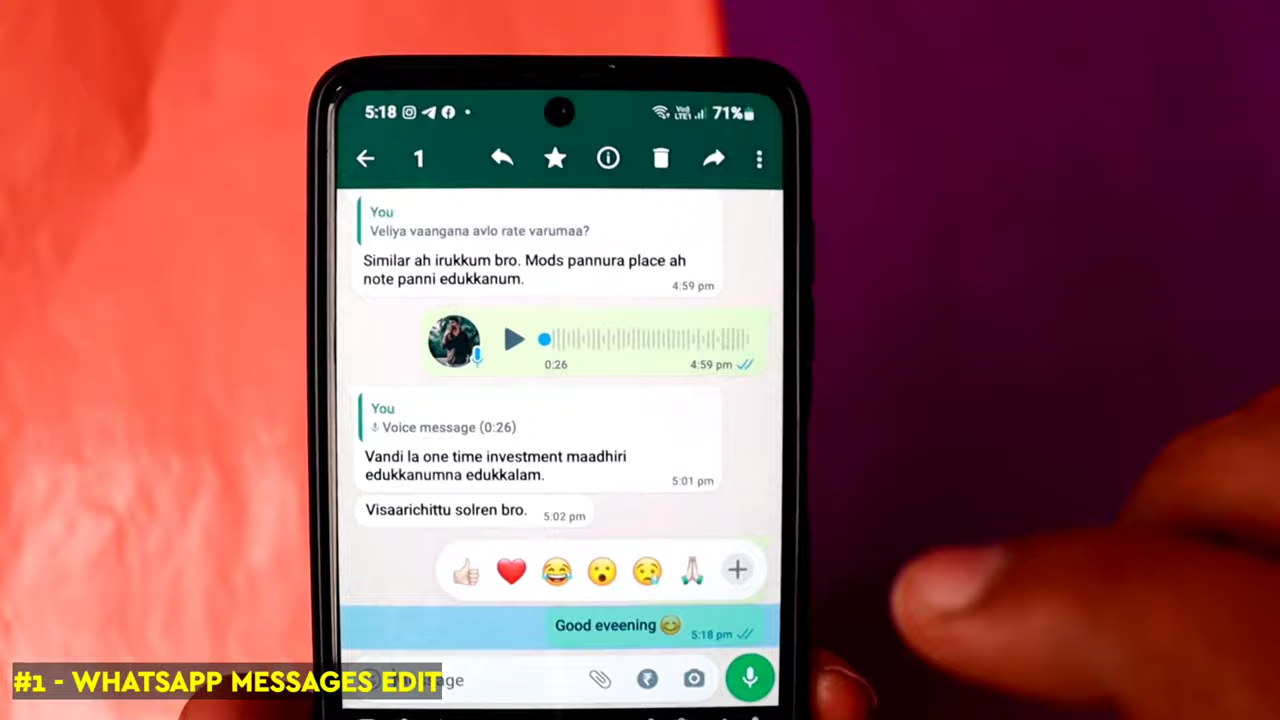 5:18
VoD
LTE1
71%
1
You
Veliya vaangana avlo rate varumaa?
Similar ah irukkum bro. Mods pannura place ah
note panni edukkanum.
4:59 pm
0:26
4:59 pm
You
Voice message (0:26)
Vandi la one time investment maadhiri
edukkanumna edukkalam.
5:01 pm
Visaarichittu solren bro.
5:02 pm
Good eveening
5:18 pm
#1 - WHATSAPP MESSAGES EDIT